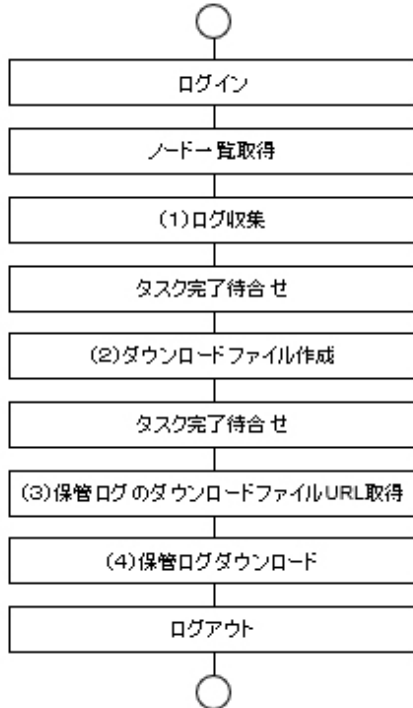 ログイン
ノード一覧取得
(1)ログ収集
タスク完了待合せ
(2)ダウンロードファイル作成
タスク完了待合せ
(3)保管ログのダウンロードファイルURL取得
(4)保管ログダウンロード
ログアウト